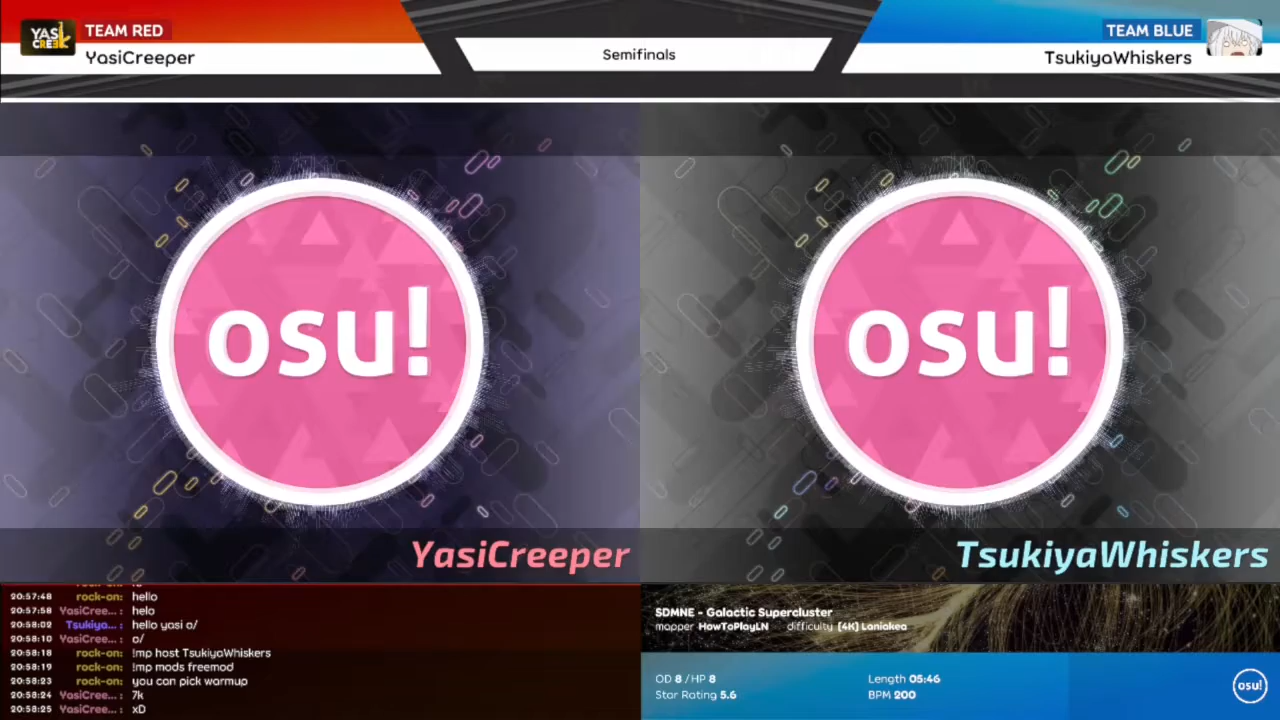 YASI
CREEK
TEAM RED
YasiCreeper
Semifinals
TEAM BLUE
TsukiyaWhiskers
osu!
osu!
YasiCreeper
TsukiyaWhiskers
20:57:48 rock-on: hello
20:57:58 YasiCree... : helo
20:58:02 Tsukiya... : hello yasi o/
20:58:10 YasiCree... : o/
20:58:18 rock-on: !mp host TsukiyaWhiskers
20:58:19 rock-on: !mp mods freemod
20:58:23 rock-on: you can pick warmup
20:58:24 YasiCree... : 7k
20:58:25 YasiCree... : xD
SDMNE - Galactic Supercluster
mapper HowToPlayLN difficulty [4K] Laniakea
OD 8 / HP 8
Star Rating 5.6
Length 05:46
BPM 200
osu!